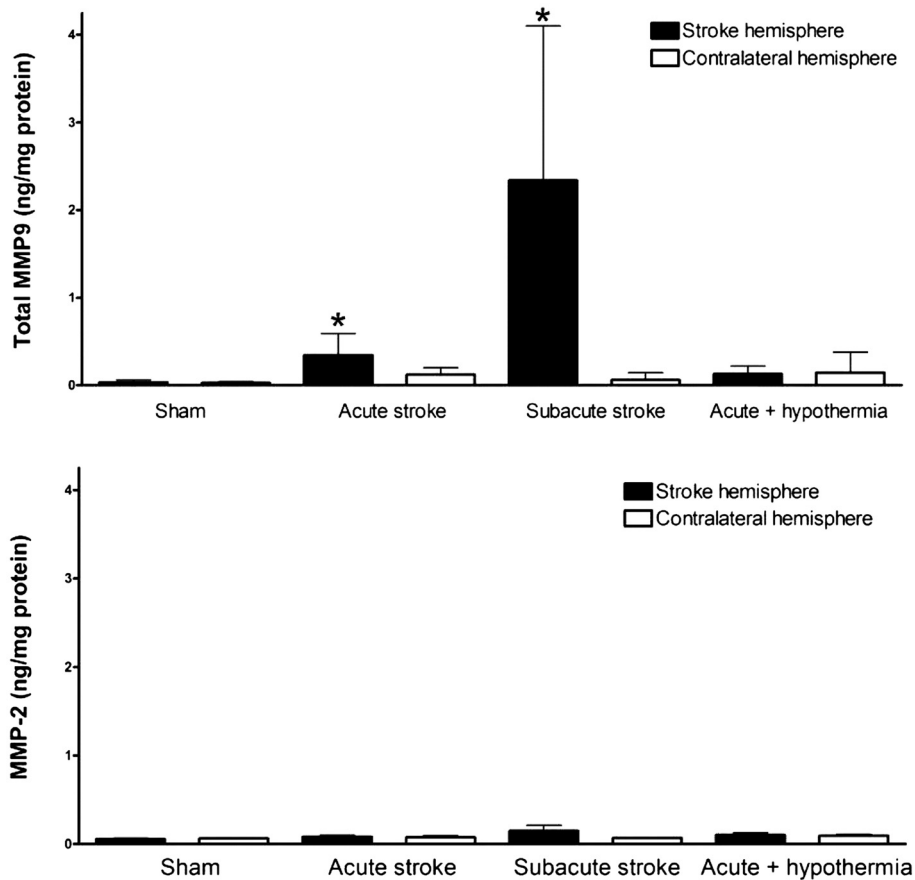 Total MMP9 (ng/mg protein)
4
3
2
1
0
*
*
Stroke hemisphere
Contralateral hemisphere
Sham
Acute stroke
Subacute stroke
Acute + hypothermia
MMP-2 (ng/mg protein)
4
3
2
1
0
Stroke hemisphere
Contralateral hemisphere
Sham
Acute stroke
Subacute stroke
Acute + hypothermia